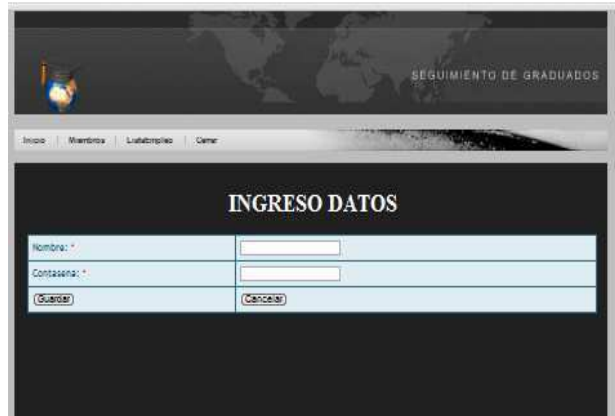 SEGUIMIENTO DE GRADUADOS
Inicio | Miembros | Listaempleo | Cerrar
INGRESO DATOS
Nombre: *
Contasena: *
Guardar Cancelar